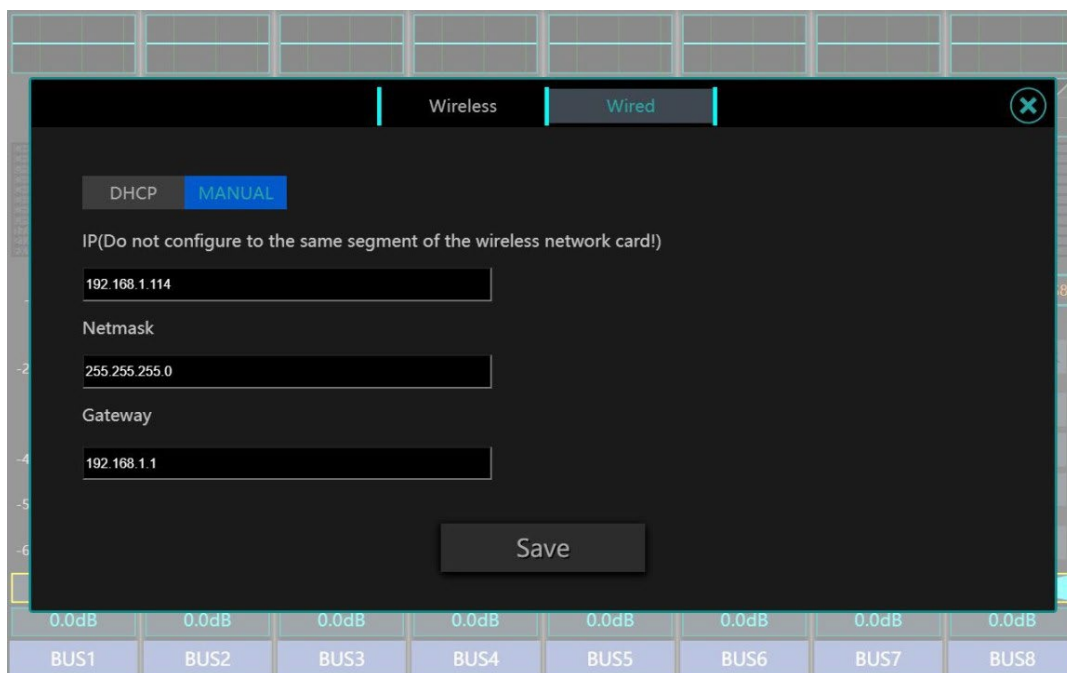 Wireless Wired
DHCP MANUAL
IP(Do not configure to the same segment of the wireless network card!)
192.168.1.114
Netmask
255.255.255.0
Gateway
192.168.1.1
Save
0.0dB 0.0dB 0.0dB 0.0dB 0.0dB 0.0dB 0.0dB 0.0dB
BUS1 BUS2 BUS3 BUS4 BUS5 BUS6 BUS7 BUS8